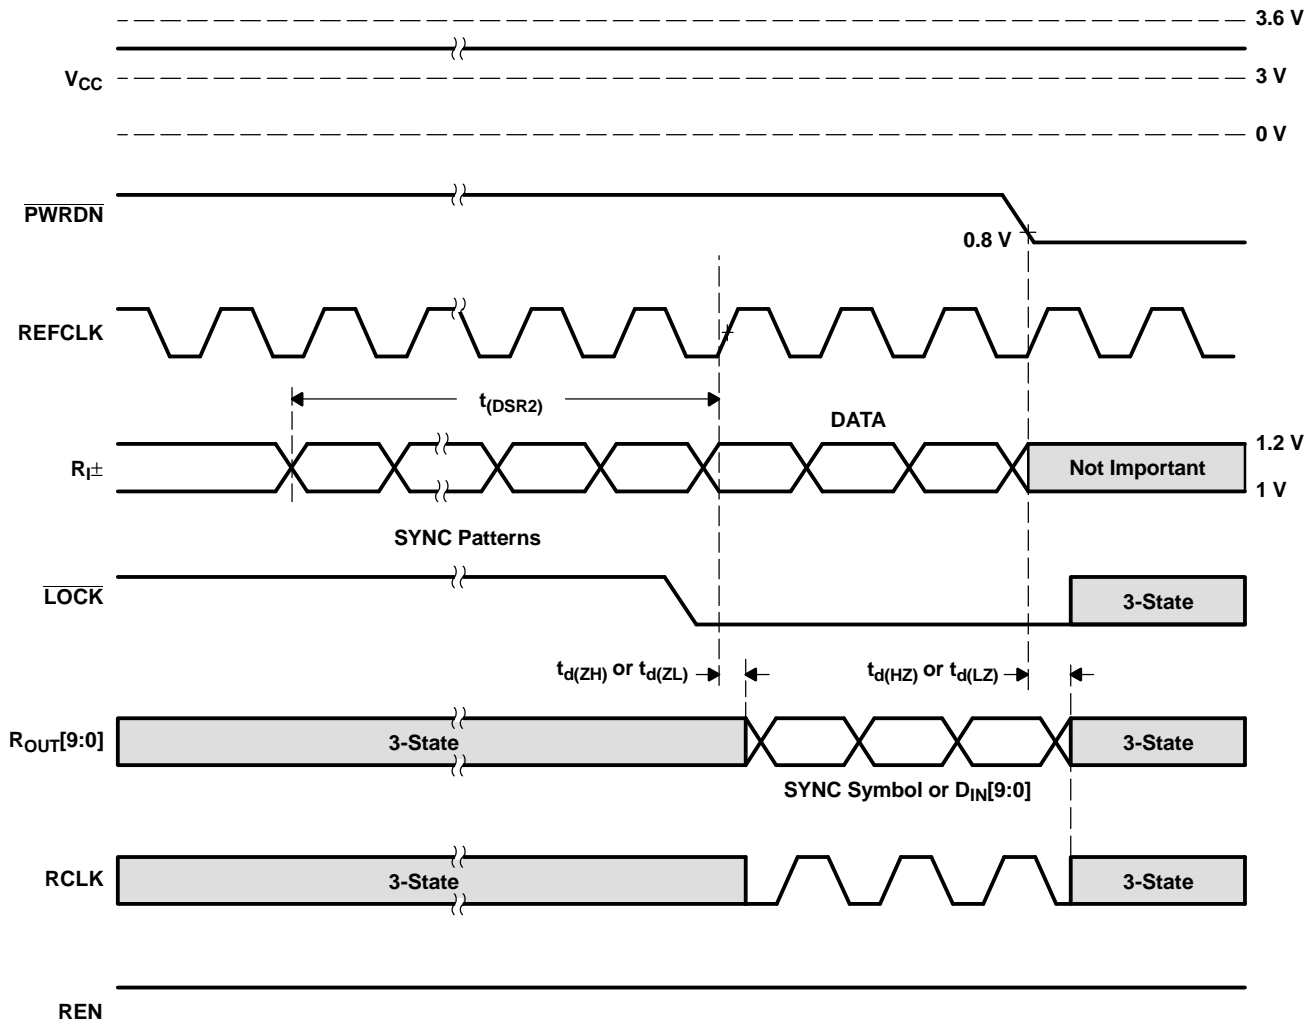 3.6 V
VCC
3 V
0 V
PWRDN
0.8 V
REFCLK
t(DSR2)
DATA
RI±
Not Important
1.2 V
1 V
SYNC Patterns
LOCK
3-State
td(ZH) or td(ZL)
td(HZ) or td(LZ)
ROUT[9:0]
3-State
3-State
SYNC Symbol or DIN[9:0]
RCLK
3-State
3-State
REN